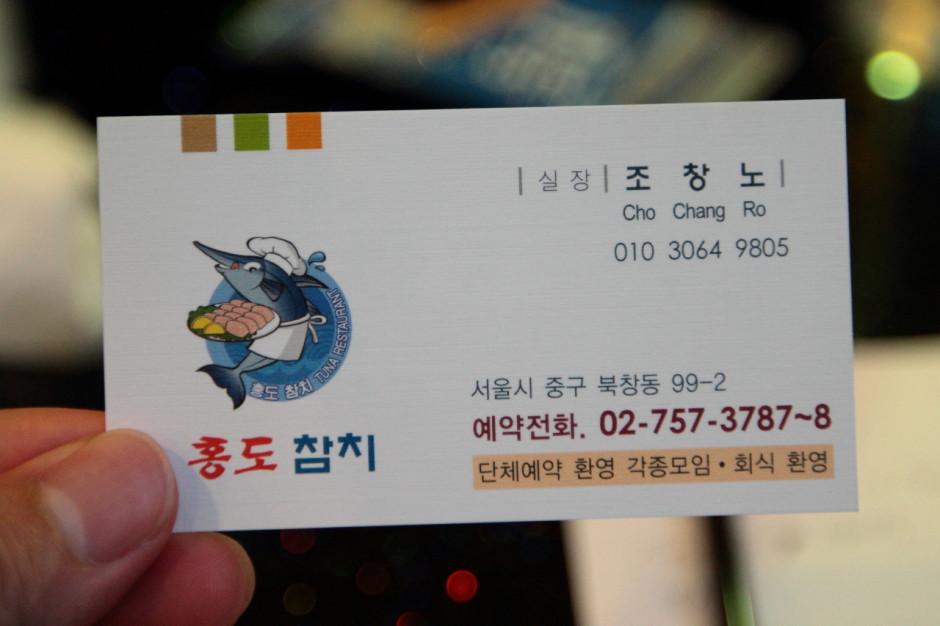 | 실 장 | 조 창 노 |
Cho Chang Ro
010 3064 9805
홍도 참치 TUNA RESTAURANT
홍도 참치
서울시 중구 북창동 99-2
예약전화. 02-757-3787~8
단체예약 환영 각종모임·회식 환영